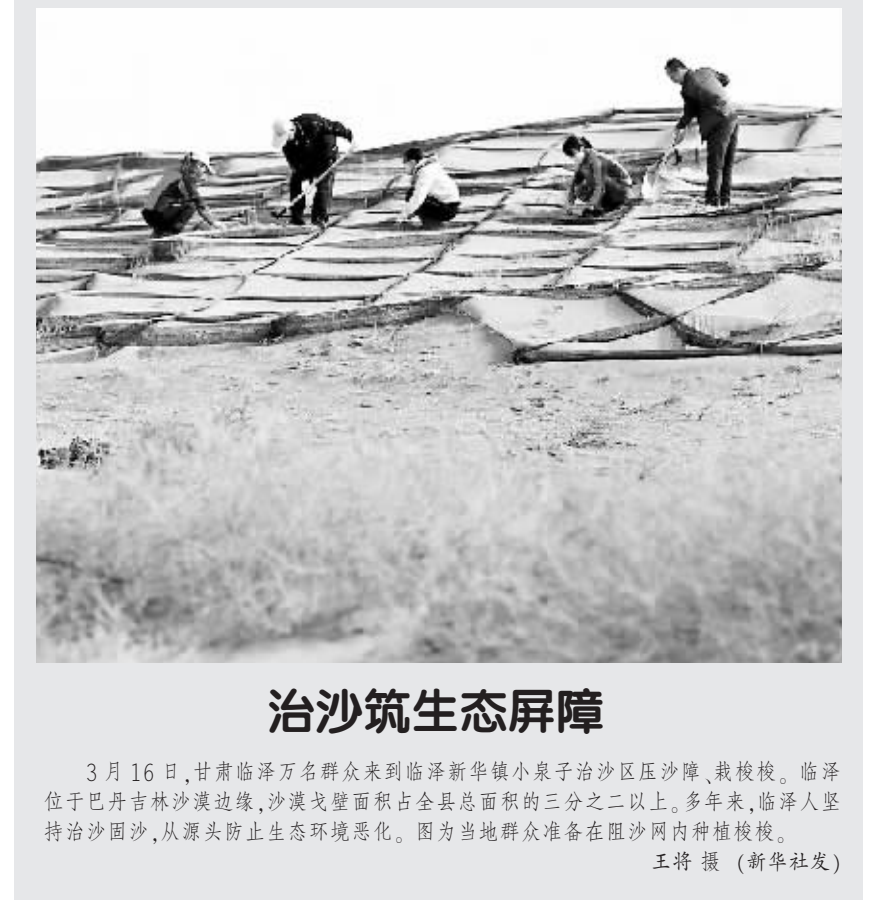 治沙筑生态屏障
3月16日,甘肃临泽万名群众来到临泽新华镇小泉子治沙区压沙障、栽梭梭。临泽
位于巴丹吉林沙漠边缘,沙漠戈壁面积占全县总面积的三分之二以上。多年来,临泽人坚
持治沙固沙,从源头防止生态环境恶化。图为当地群众准备在阻沙网内种植梭梭。
王将 摄 (新华社发)